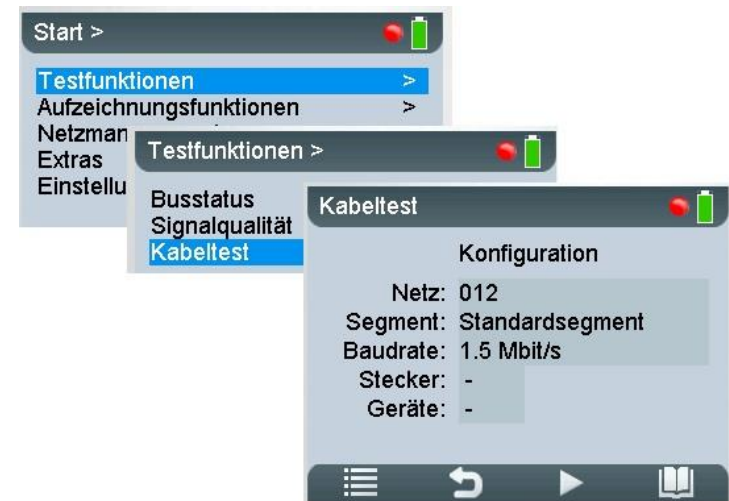 Start >
Testfunktionen >
Aufzeichnungsfunktionen >
Extras
Testfunktionen >
Busstatus
Signalqualität
Kabeltest
Kabeltest
Konfiguration
Netz: 012
Segment: Standardsegment
Baudrate: 1.5 Mbit/s
Stecker: -
Geräte: -